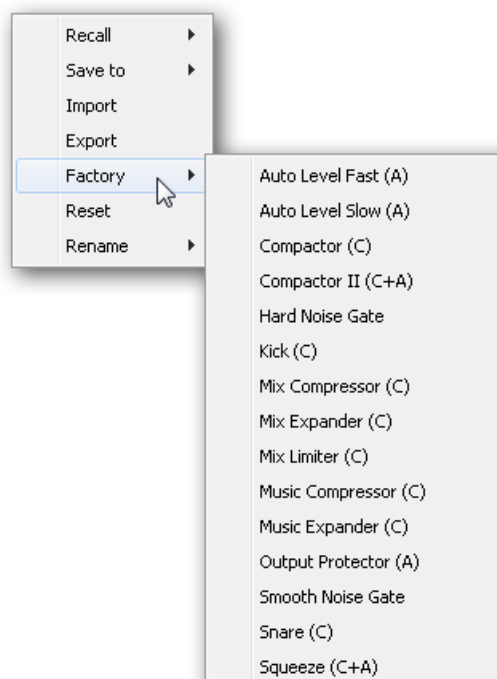 Recall
Save to
Import
Export
Factory
Reset
Rename
Auto Level Fast (A)
Auto Level Slow (A)
Compactor (C)
Compactor II (C+A)
Hard Noise Gate
Kick (C)
Mix Compressor (C)
Mix Expander (C)
Mix Limiter (C)
Music Compressor (C)
Music Expander (C)
Output Protector (A)
Smooth Noise Gate
Snare (C)
Squeeze (C+A)